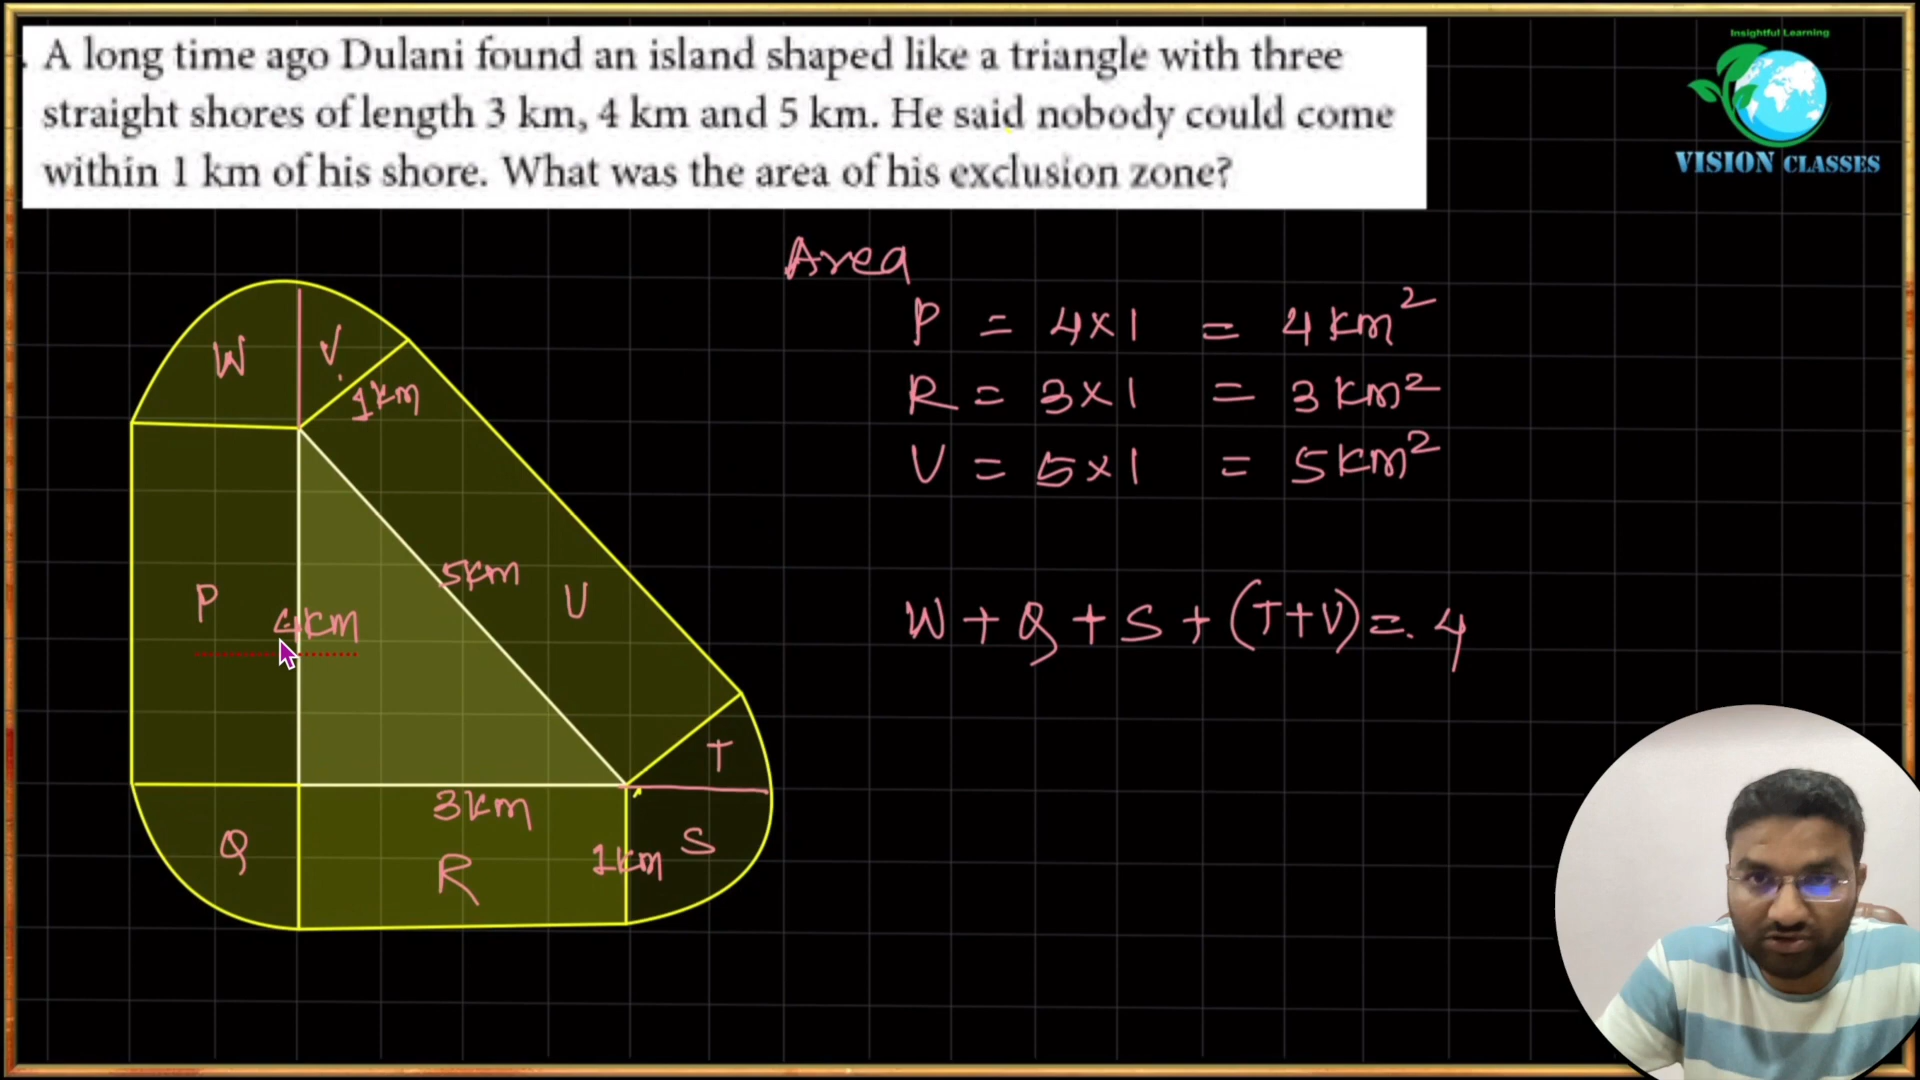 A long time ago Dulani found an island shaped like a triangle with three
straight shores of length 3 km, 4 km and 5 km. He said nobody could come
within 1 km of his shore. What was the area of his exclusion zone?
Insightful Learning
VISION CLASSES
Area
P = 4×1 = 4 km²
R = 3×1 = 3 km²
U = 5×1 = 5 km²
W + Q + S + (T+V) = 4
W
V
1km
5km
U
P
4km
T
3km
Q
R
1km
S